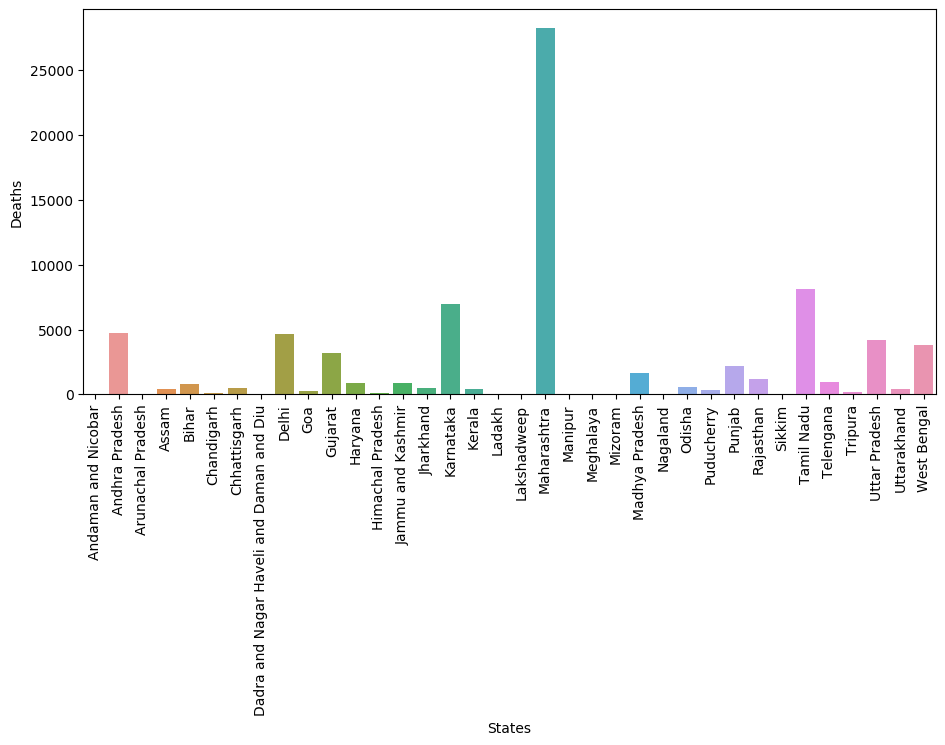 25000
20000
15000
10000
5000
0
Deaths
Andaman and Nicobar
Andhra Pradesh
Arunachal Pradesh
Assam
Bihar
Chandigarh
Chhattisgarh
Dadra and Nagar Haveli and Daman and Diu
Delhi
Goa
Gujarat
Haryana
Himachal Pradesh
Jammu and Kashmir
Jharkhand
Karnataka
Kerala
Ladakh
Lakshadweep
Maharashtra
Manipur
Meghalaya
Mizoram
Madhya Pradesh
Nagaland
Odisha
Puducherry
Punjab
Rajasthan
Sikkim
Tamil Nadu
Telengana
Tripura
Uttar Pradesh
Uttarakhand
West Bengal
States